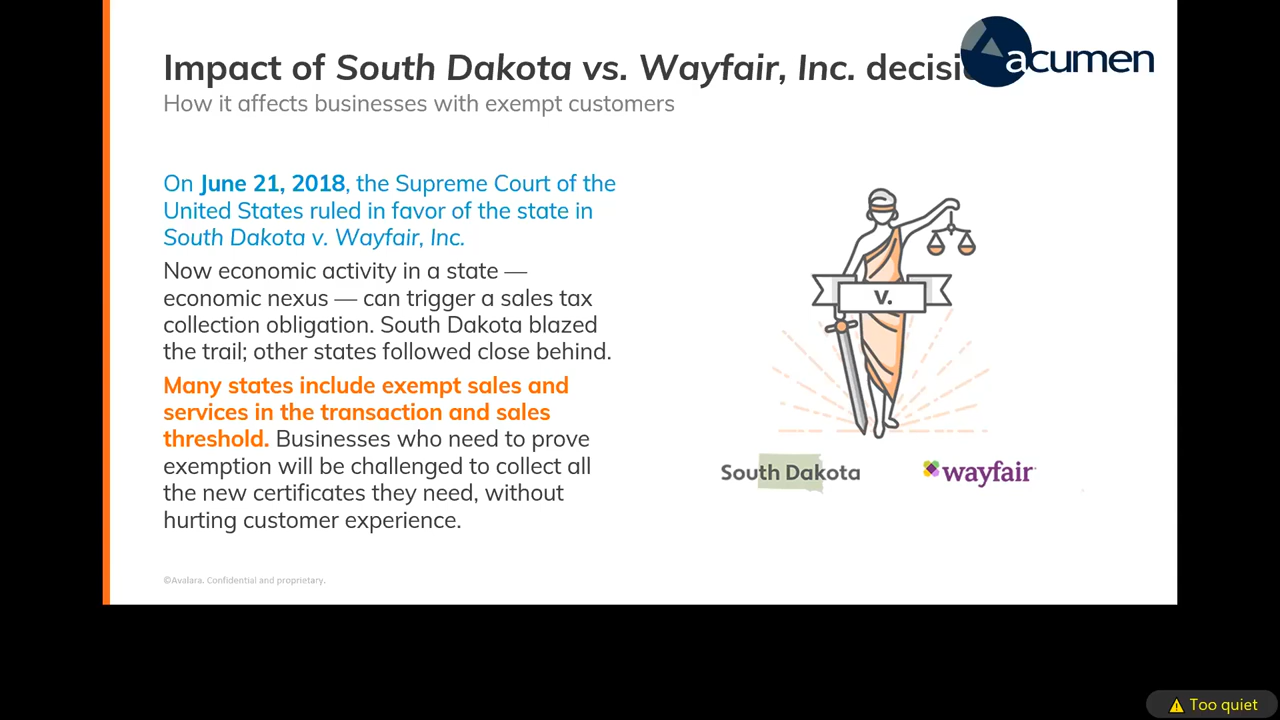 Impact of South Dakota vs. Wayfair, Inc. decisi
acumen
How it affects businesses with exempt customers
On June 21, 2018, the Supreme Court of the
United States ruled in favor of the state in
South Dakota v. Wayfair, Inc.
Now economic activity in a state —
economic nexus — can trigger a sales tax
collection obligation. South Dakota blazed
the trail; other states followed close behind.
Many states include exempt sales and
services in the transaction and sales
threshold. Businesses who need to prove
exemption will be challenged to collect all
the new certificates they need, without
hurting customer experience.
V.
South Dakota
wayfair
©Avalara. Confidential and proprietary.
Too quiet